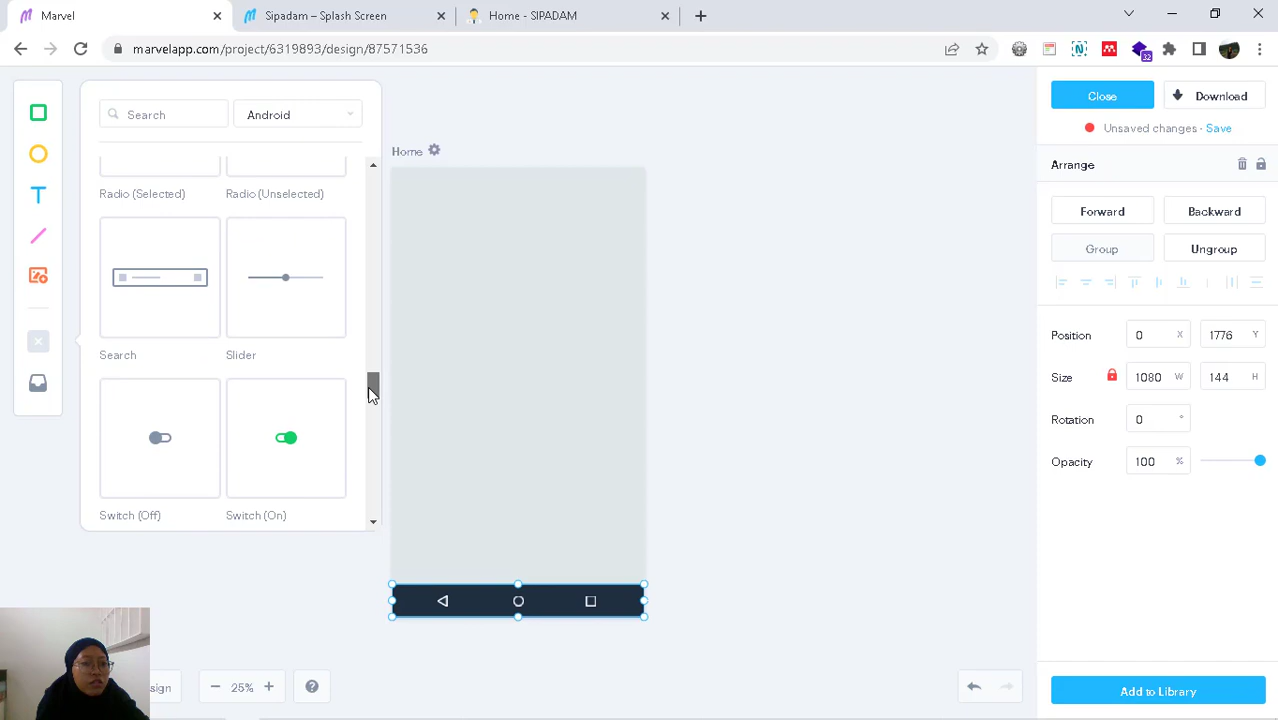 Marvel
Sipadam – Splash Screen
Home - SIPADAM
marvelapp.com/project/6319893/design/87571536
32
Search
Android
Close
Download
Unsaved changes · Save
Home
Arrange
Radio (Selected)
Radio (Unselected)
Forward
Backward
Group
Ungroup
Position
0
X
1776
Y
Search
Slider
Size
1080
W
144
H
Rotation
0
°
Opacity
100
%
Switch (Off)
Switch (On)
sign
25%
Add to Library